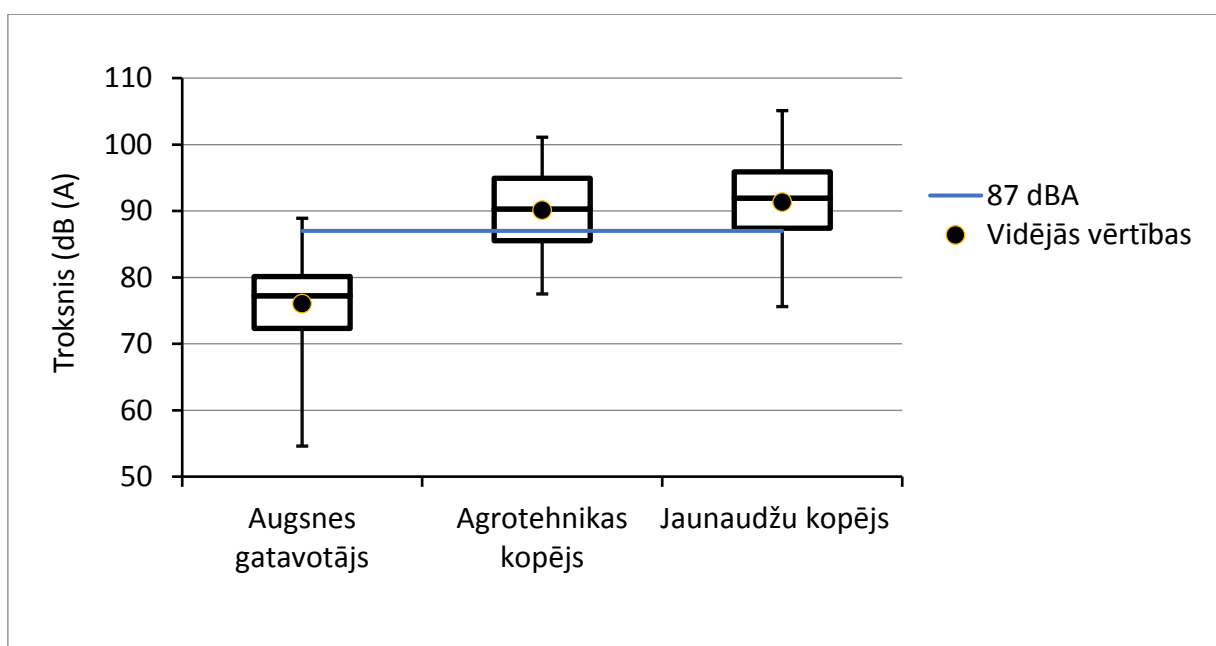 110
100
90
80
70
60
50
Troksnis (dB (A)
Augsnes
gatavotājs
Agrotehnikas
kopējs
Jaunaudžu kopējs
87 dBA
Vidējās vērtības